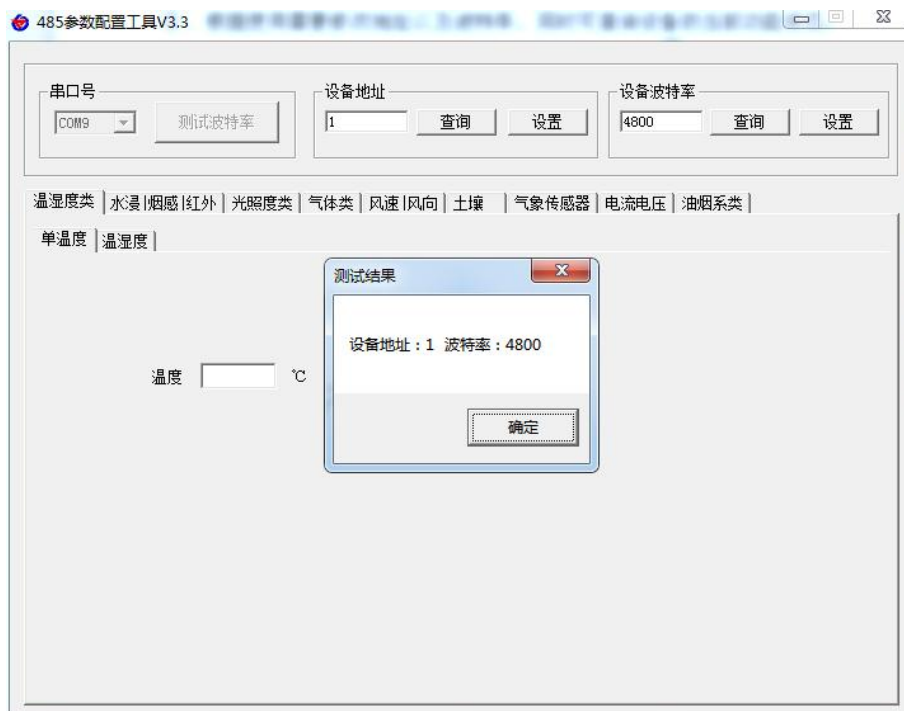 485参数配置工具V3.3
串口号
COM9
测试波特率
设备地址
1
查询
设置
设备波特率
4800
查询
设置
温湿度类
水浸|烟感|红外
光照度类
气体类
风速|风向
土壤
气象传感器
电流电压
油烟系类
单温度
温湿度
测试结果
设备地址：1 波特率：4800
确定
温度
℃